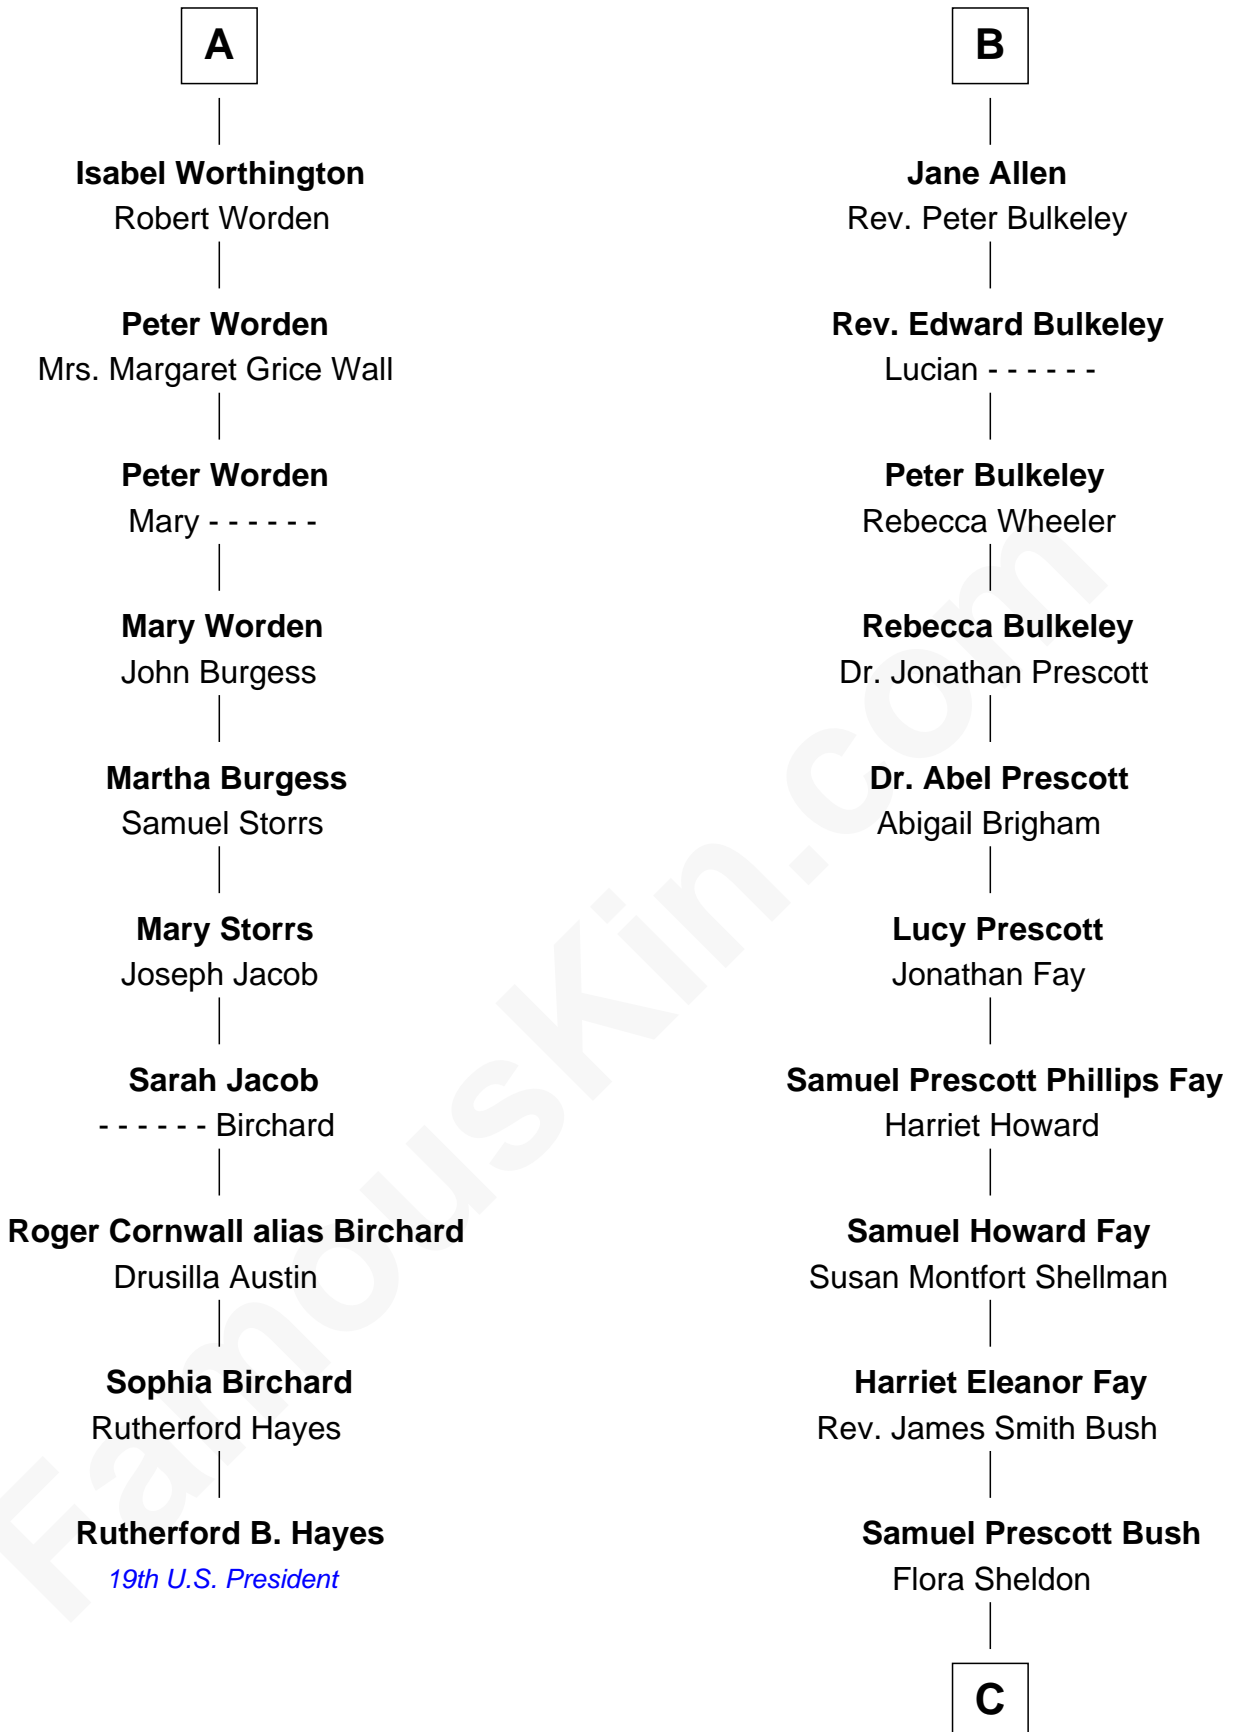 A
Isabel Worthington
Robert Worden
Peter Worden
Mrs. Margaret Grice Wall
Peter Worden
Mary - - - - - -
Mary Worden
John Burgess
Martha Burgess
Samuel Storrs
Mary Storrs
Joseph Jacob
Sarah Jacob
- - - - - - Birchard
Roger Cornwall alias Birchard
Drusilla Austin
Sophia Birchard
Rutherford Hayes
Rutherford B. Hayes
19th U.S. President
B
Jane Allen
Rev. Peter Bulkeley
Rev. Edward Bulkeley
Lucian - - - - - -
Peter Bulkeley
Rebecca Wheeler
Rebecca Bulkeley
Dr. Jonathan Prescott
Dr. Abel Prescott
Abigail Brigham
Lucy Prescott
Jonathan Fay
Samuel Prescott Phillips Fay
Harriet Howard
Samuel Howard Fay
Susan Montfort Shellman
Harriet Eleanor Fay
Rev. James Smith Bush
Samuel Prescott Bush
Flora Sheldon
C
FamousKin.com